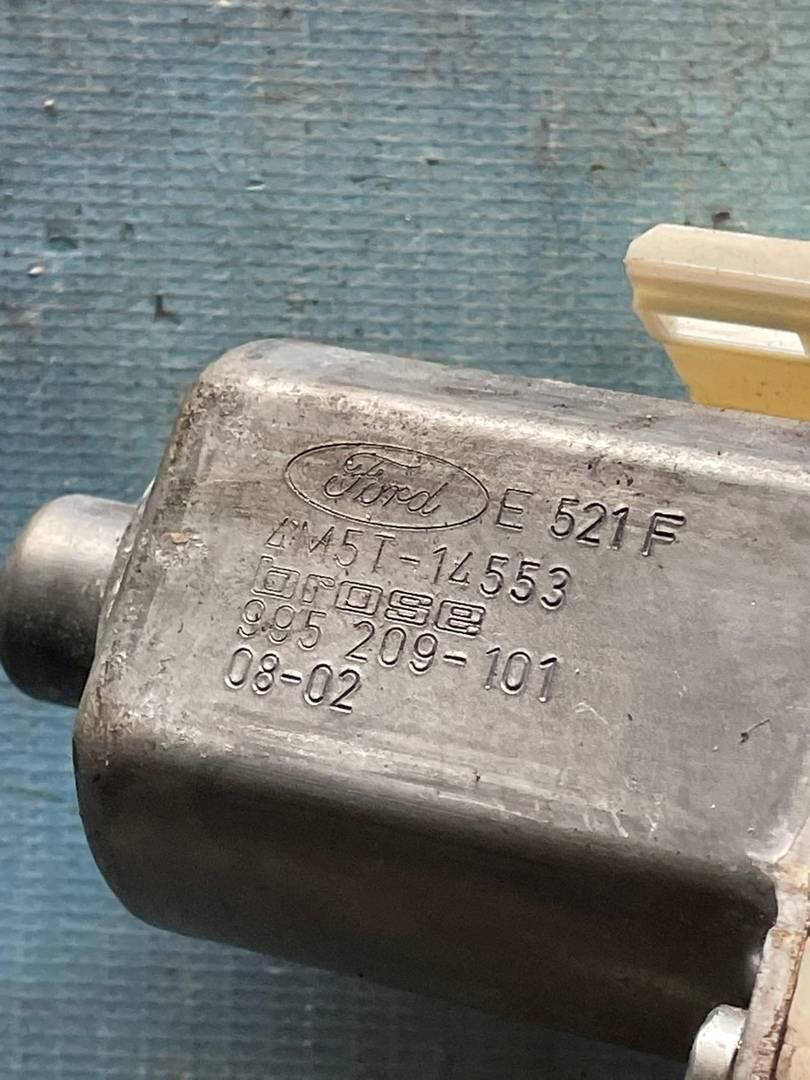 Ford E 521 F
4M5T-14553
brose
995 209-101
08-02